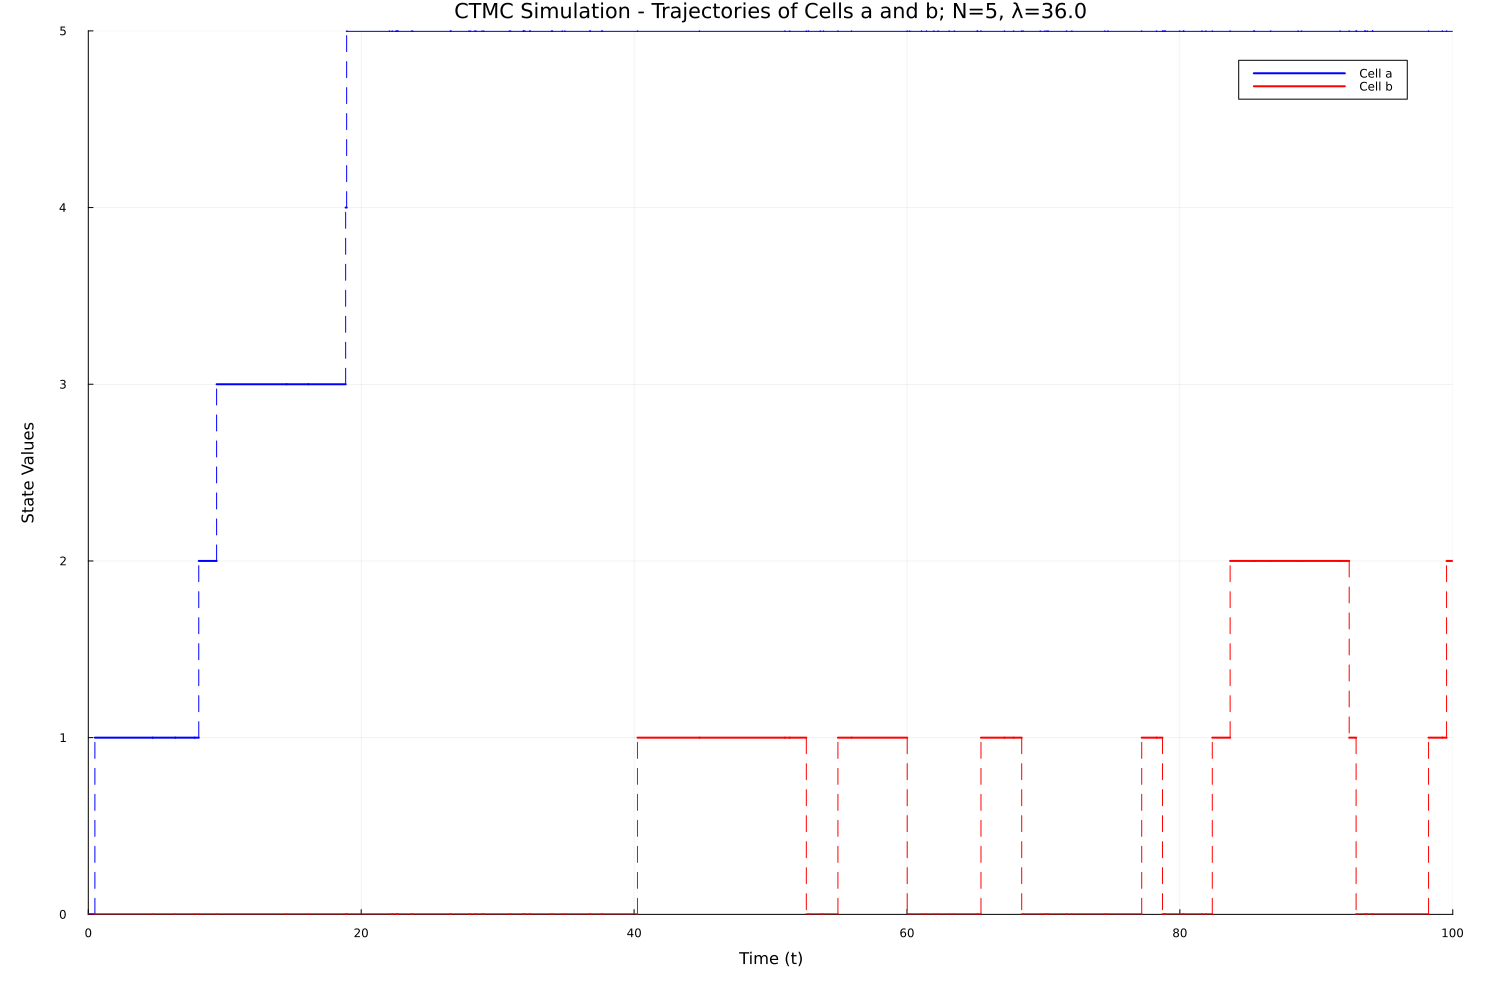 CTMC Simulation - Trajectories of Cells a and b; N=5, λ=36.0
5
Cell a
Cell b
4
3
State Values
2
1
0
0 20 40 60 80 100
Time (t)